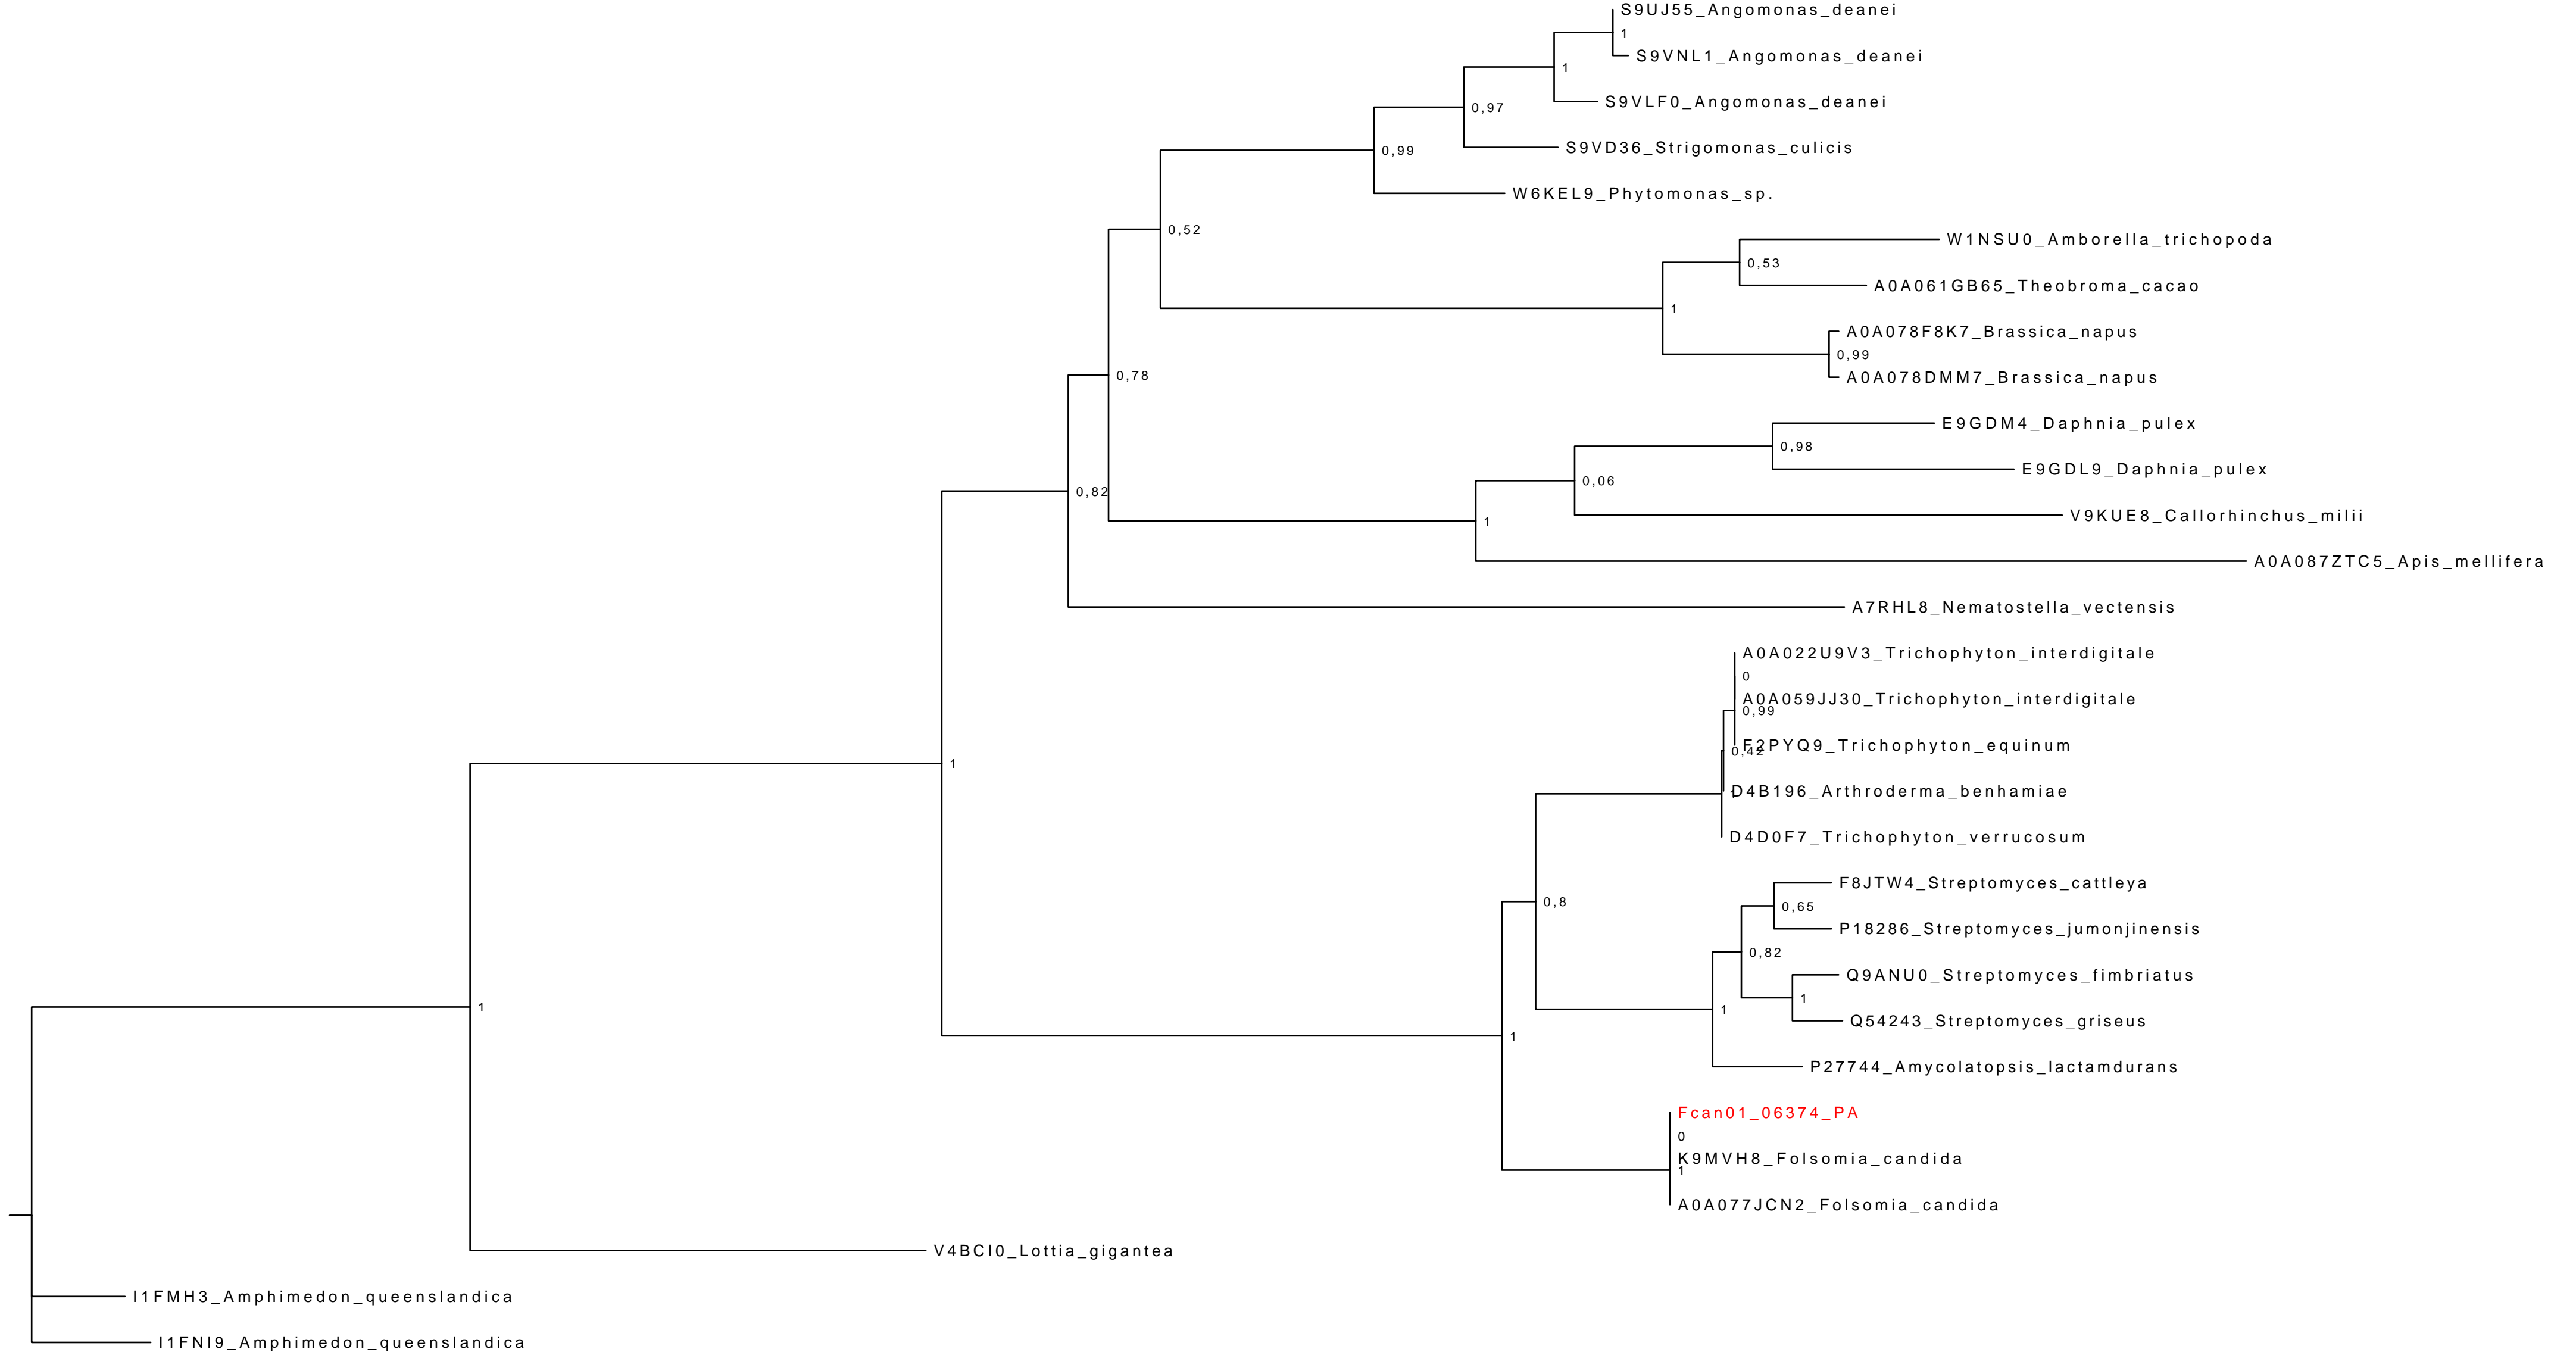 S9UJ55_Angomonas_deanei
1
S9VNL1_Angomonas_deanei
1
S9VLF0_Angomonas_deanei
0,97
S9VD36_Strigomonas_culicis
0,99
W6KEL9_Phytomonas_sp.
0,52
W1NSU0_Amborella_trichopoda
0,53
A0A061GB65_Theobroma_cacao
1
A0A078F8K7_Brassica_napus
0,99
A0A078DMM7_Brassica_napus
0,78
E9GDM4_Daphnia_pulex
0,98
E9GDL9_Daphnia_pulex
0,06
V9KUE8_Callorhinchus_milii
1
0,82
A0A087ZTC5_Apis_mellifera
A7RHL8_Nematostella_vectensis
A0A022U9V3_Trichophyton_interdigitale
0
A0A059JJ30_Trichophyton_interdigitale
0,99
F2PYQ9_Trichophyton_equinum
0,42
1
D4B196_Arthroderma_benhamiae
1
D4D0F7_Trichophyton_verrucosum
F8JTW4_Streptomyces_cattleya
0,8
0,65
P18286_Streptomyces_jumonjinensis
0,82
Q9ANU0_Streptomyces_fimbriatus
1
1
1
Q54243_Streptomyces_griseus
1
P27744_Amycolatopsis_lactamdurans
Fcan01_06374_PA
0
K9MVH8_Folsomia_candida
1
A0A077JCN2_Folsomia_candida
V4BCI0_Lottia_gigantea
I1FMH3_Amphimedon_queenslandica
I1FNI9_Amphimedon_queenslandica